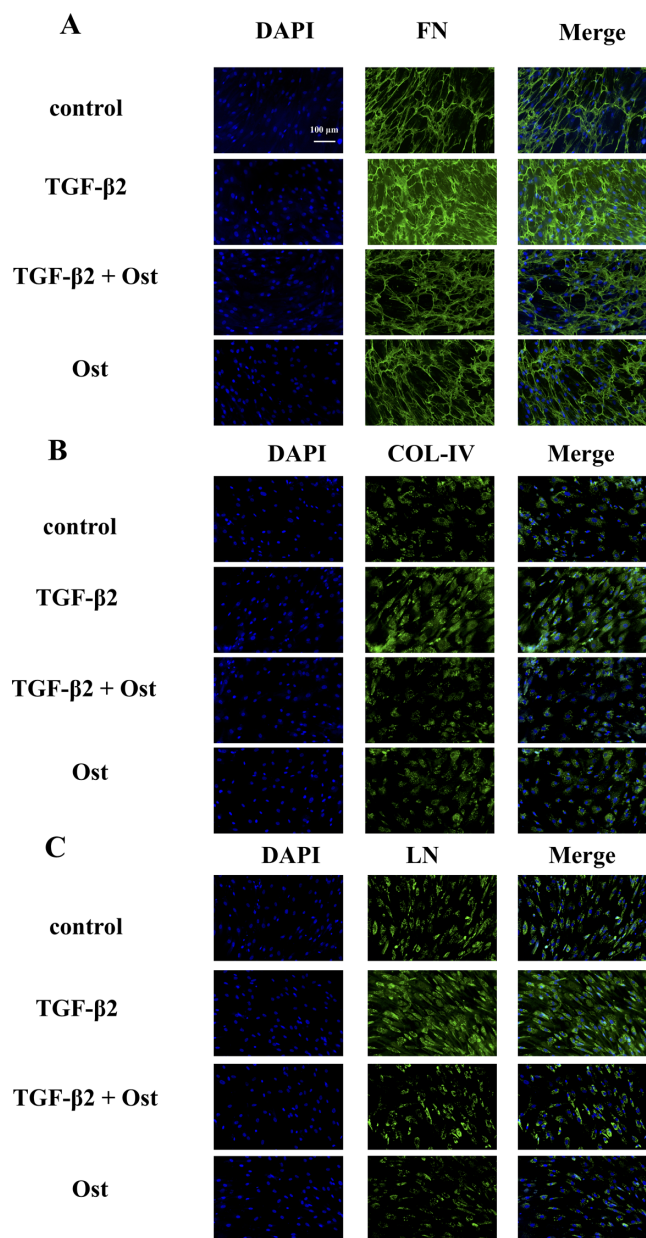 A
DAPI FN Merge
control
100 μm
TGF-β2
TGF-β2 + Ost
Ost
B
DAPI COL-IV Merge
control
TGF-β2
TGF-β2 + Ost
Ost
C
DAPI LN Merge
control
TGF-β2
TGF-β2 + Ost
Ost